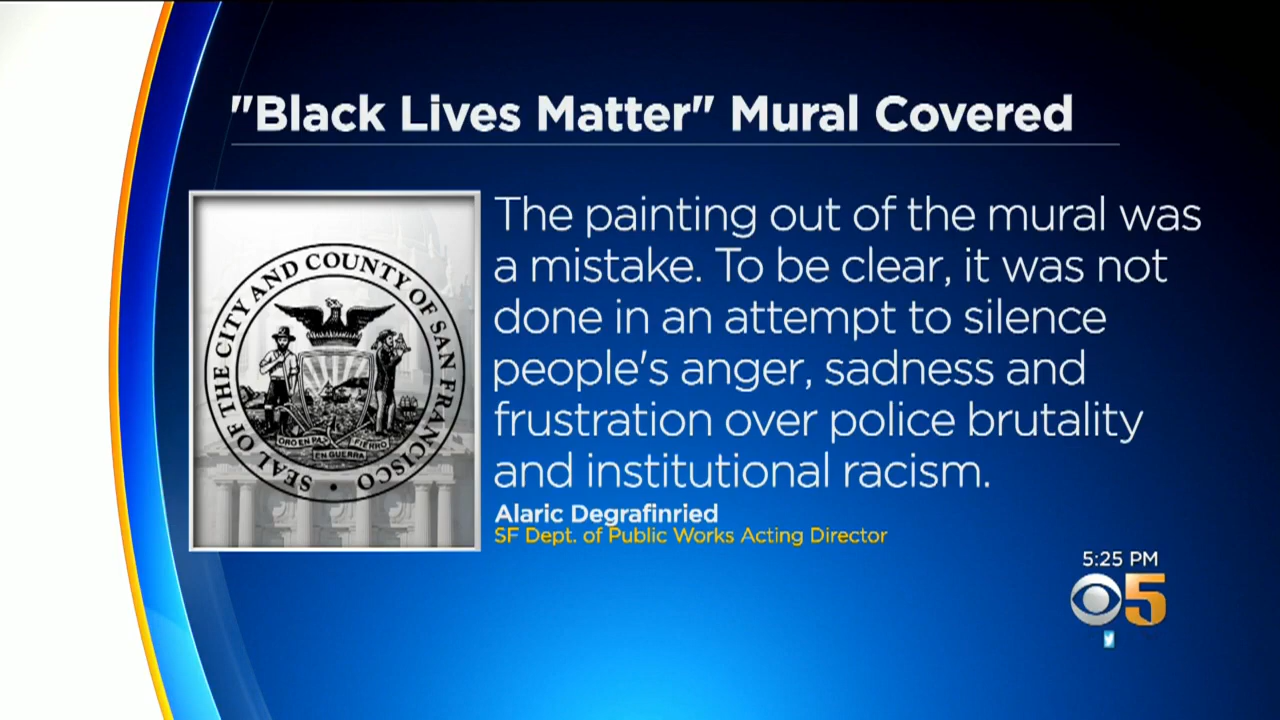 "Black Lives Matter" Mural Covered
The painting out of the mural was
a mistake. To be clear, it was not
done in an attempt to silence
people's anger, sadness and
frustration over police brutality
and institutional racism.
Alaric Degrafinried
SF Dept. of Public Works Acting Director
SEAL OF THE CITY AND COUNTY OF SAN FRANCISCO
ORO EN PAZ
FIERRO
EN GUERRA
5:25 PM
5